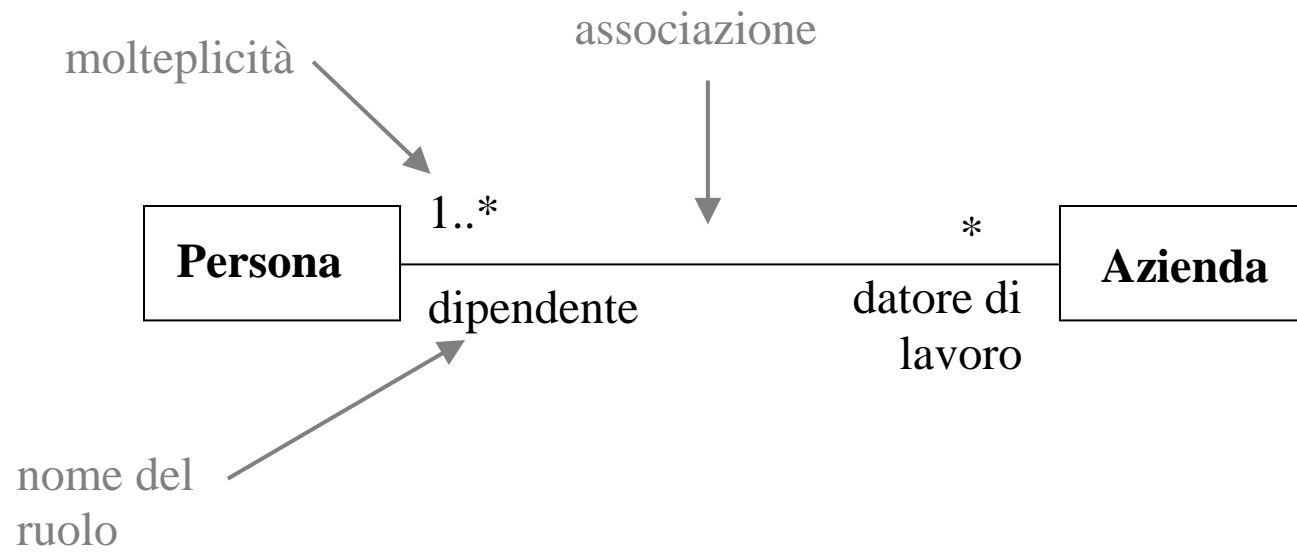 associazione
molteplicità
1..*
*
Persona
Azienda
dipendente
datore di
lavoro
nome del
ruolo